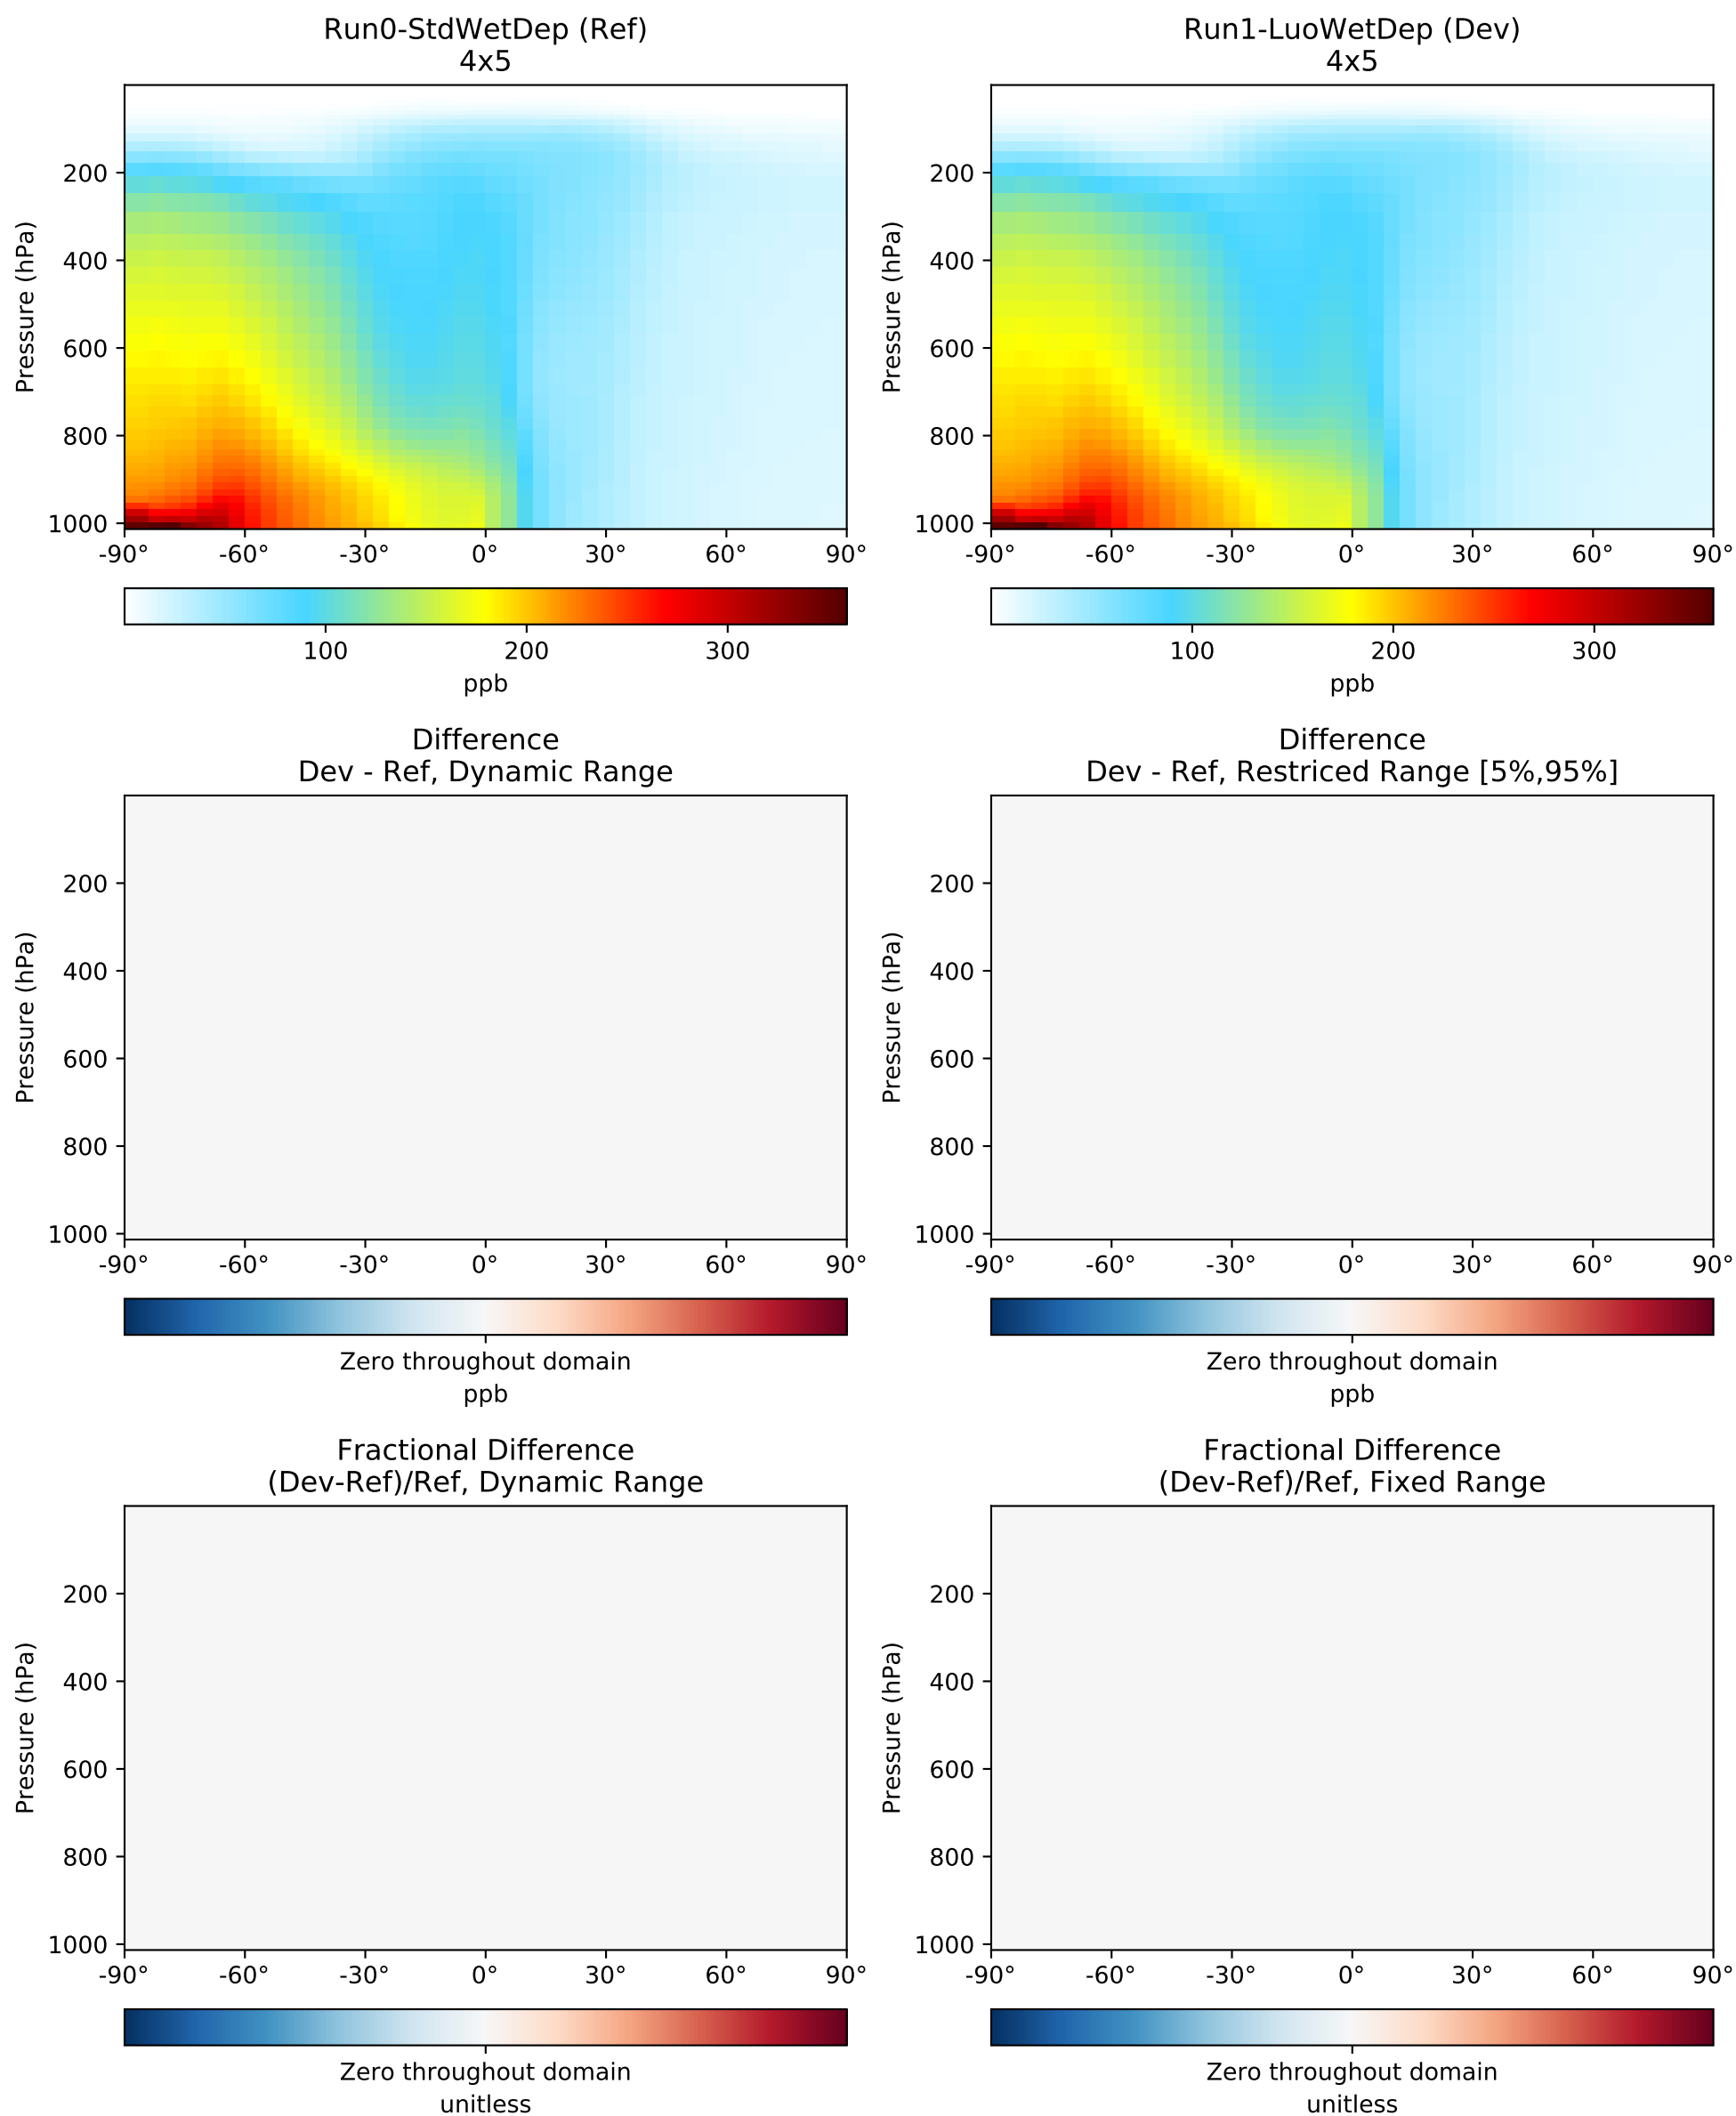 Run0-StdWetDep (Ref)
4x5
Run1-LuoWetDep (Dev)
4x5
Pressure (hPa)
200
400
600
800
1000
-90° -60° -30° 0° 30° 60° 90°
100 200 300
ppb
Pressure (hPa)
200
400
600
800
1000
-90° -60° -30° 0° 30° 60° 90°
100 200 300
ppb
Difference
Dev - Ref, Dynamic Range
Difference
Dev - Ref, Restriced Range [5%,95%]
Pressure (hPa)
200
400
600
800
1000
-90° -60° -30° 0° 30° 60° 90°
Zero throughout domain
ppb
Pressure (hPa)
200
400
600
800
1000
-90° -60° -30° 0° 30° 60° 90°
Zero throughout domain
ppb
Fractional Difference
(Dev-Ref)/Ref, Dynamic Range
Fractional Difference
(Dev-Ref)/Ref, Fixed Range
Pressure (hPa)
200
400
600
800
1000
-90° -60° -30° 0° 30° 60° 90°
Zero throughout domain
unitless
Pressure (hPa)
200
400
600
800
1000
-90° -60° -30° 0° 30° 60° 90°
Zero throughout domain
unitless